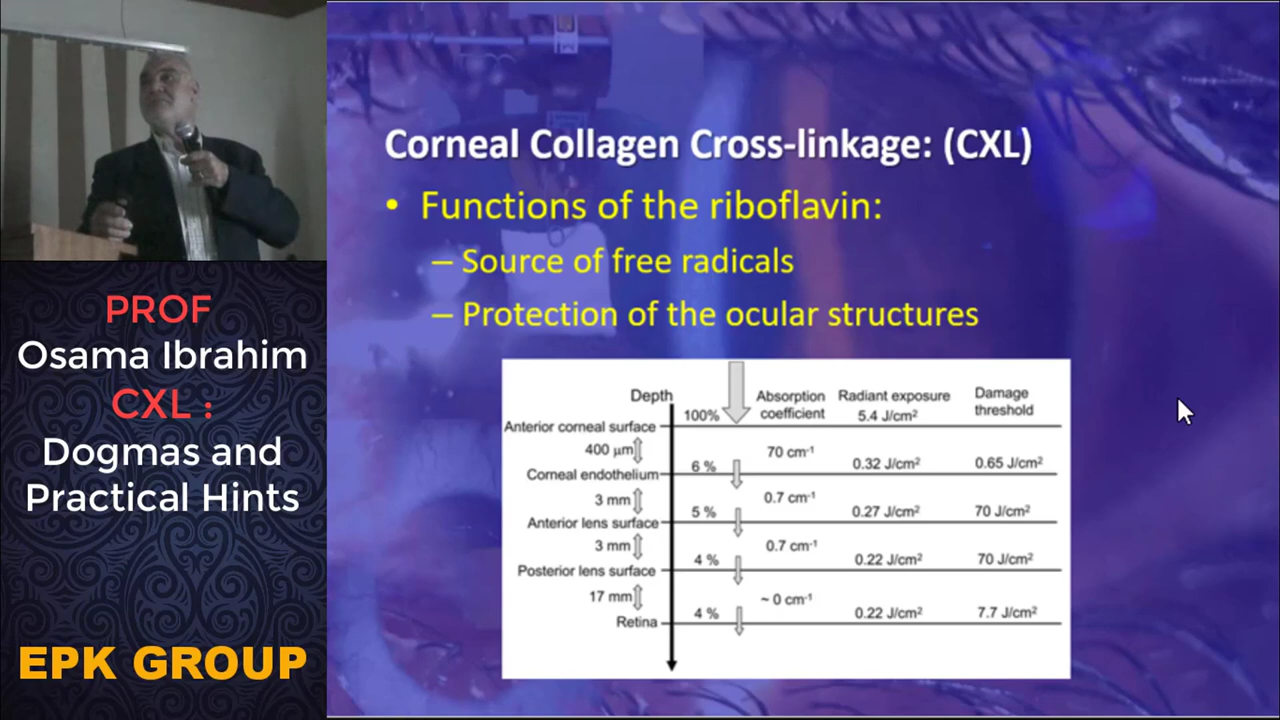 PROF
Osama Ibrahim
CXL :
Dogmas and
Practical Hints
EPK GROUP
Corneal Collagen Cross-linkage: (CXL)
• Functions of the riboflavin:
– Source of free radicals
– Protection of the ocular structures
Depth
Absorption coefficient
Radiant exposure
Damage threshold
100% 5.4 J/cm²
Anterior corneal surface
400 µm 70 cm⁻¹
Corneal endothelium 6 % 0.32 J/cm² 0.65 J/cm²
3 mm 0.7 cm⁻¹
Anterior lens surface 5 % 0.27 J/cm² 70 J/cm²
3 mm 0.7 cm⁻¹
Posterior lens surface 4 % 0.22 J/cm² 70 J/cm²
17 mm ~ 0 cm⁻¹
Retina 4 % 0.22 J/cm² 7.7 J/cm²